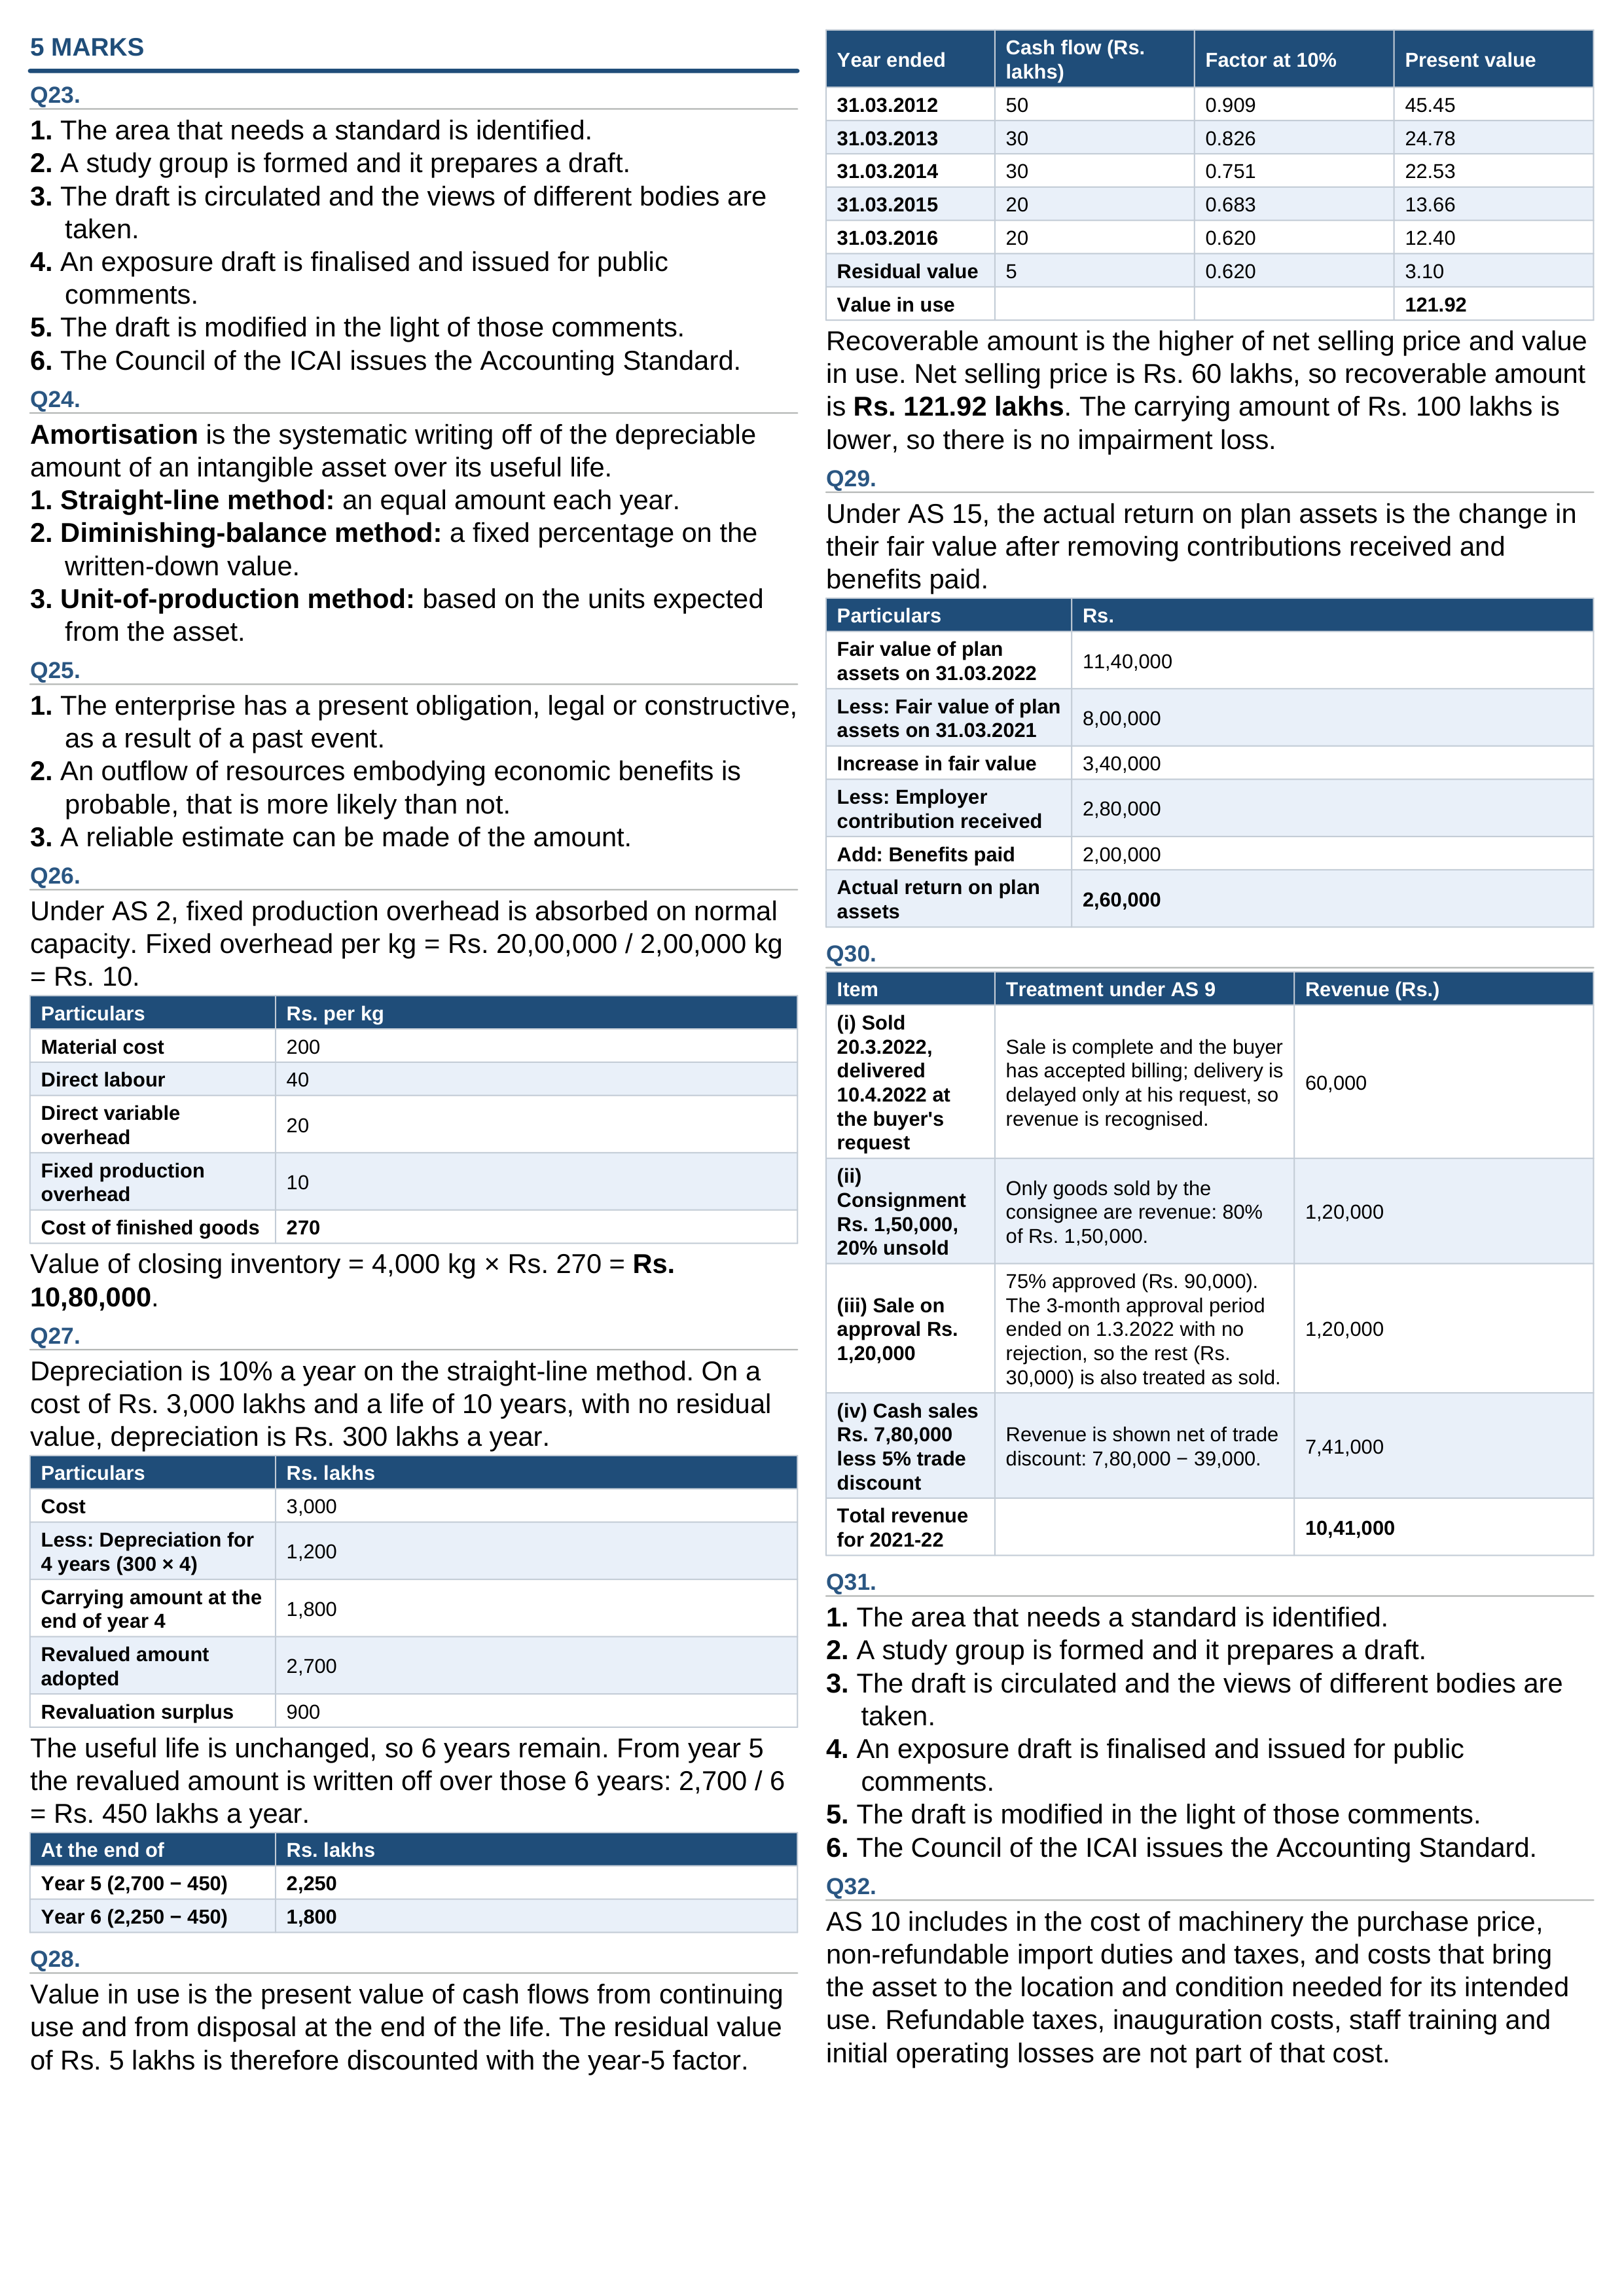 5 MARKS
Q23.
1. The area that needs a standard is identified.
2. A study group is formed and it prepares a draft.
3. The draft is circulated and the views of different bodies are
taken.
4. An exposure draft is finalised and issued for public
comments.
5. The draft is modified in the light of those comments.
6. The Council of the ICAI issues the Accounting Standard.
Q24.
Amortisation is the systematic writing off of the depreciable
amount of an intangible asset over its useful life.
1. Straight-line method: an equal amount each year.
2. Diminishing-balance method: a fixed percentage on the
written-down value.
3. Unit-of-production method: based on the units expected
from the asset.
Q25.
1. The enterprise has a present obligation, legal or constructive,
as a result of a past event.
2. An outflow of resources embodying economic benefits is
probable, that is more likely than not.
3. A reliable estimate can be made of the amount.
Q26.
Under AS 2, fixed production overhead is absorbed on normal
capacity. Fixed overhead per kg = Rs. 20,00,000 / 2,00,000 kg
= Rs. 10.
Particulars Rs. per kg
Material cost 200
Direct labour 40
Direct variable
overhead 20
Fixed production
overhead 10
Cost of finished goods 270
Value of closing inventory = 4,000 kg × Rs. 270 = Rs.
10,80,000.
Q27.
Depreciation is 10% a year on the straight-line method. On a
cost of Rs. 3,000 lakhs and a life of 10 years, with no residual
value, depreciation is Rs. 300 lakhs a year.
Particulars Rs. lakhs
Cost 3,000
Less: Depreciation for
4 years (300 × 4) 1,200
Carrying amount at the
end of year 4 1,800
Revalued amount
adopted 2,700
Revaluation surplus 900
The useful life is unchanged, so 6 years remain. From year 5
the revalued amount is written off over those 6 years: 2,700 / 6
= Rs. 450 lakhs a year.
At the end of Rs. lakhs
Year 5 (2,700 − 450) 2,250
Year 6 (2,250 − 450) 1,800
Q28.
Value in use is the present value of cash flows from continuing
use and from disposal at the end of the life. The residual value
of Rs. 5 lakhs is therefore discounted with the year-5 factor.
Year ended Cash flow (Rs.
lakhs) Factor at 10% Present value
31.03.2012 50 0.909 45.45
31.03.2013 30 0.826 24.78
31.03.2014 30 0.751 22.53
31.03.2015 20 0.683 13.66
31.03.2016 20 0.620 12.40
Residual value 5 0.620 3.10
Value in use 121.92
Recoverable amount is the higher of net selling price and value
in use. Net selling price is Rs. 60 lakhs, so recoverable amount
is Rs. 121.92 lakhs. The carrying amount of Rs. 100 lakhs is
lower, so there is no impairment loss.
Q29.
Under AS 15, the actual return on plan assets is the change in
their fair value after removing contributions received and
benefits paid.
Particulars Rs.
Fair value of plan
assets on 31.03.2022 11,40,000
Less: Fair value of plan
assets on 31.03.2021 8,00,000
Increase in fair value 3,40,000
Less: Employer
contribution received 2,80,000
Add: Benefits paid 2,00,000
Actual return on plan
assets 2,60,000
Q30.
Item Treatment under AS 9 Revenue (Rs.)
(i) Sold
20.3.2022,
delivered
10.4.2022 at
the buyer's
request
Sale is complete and the buyer
has accepted billing; delivery is
delayed only at his request, so
revenue is recognised.
60,000
(ii)
Consignment
Rs. 1,50,000,
20% unsold
Only goods sold by the
consignee are revenue: 80%
of Rs. 1,50,000.
1,20,000
(iii) Sale on
approval Rs.
1,20,000
75% approved (Rs. 90,000).
The 3-month approval period
ended on 1.3.2022 with no
rejection, so the rest (Rs.
30,000) is also treated as sold.
1,20,000
(iv) Cash sales
Rs. 7,80,000
less 5% trade
discount
Revenue is shown net of trade
discount: 7,80,000 − 39,000.
7,41,000
Total revenue
for 2021-22
10,41,000
Q31.
1. The area that needs a standard is identified.
2. A study group is formed and it prepares a draft.
3. The draft is circulated and the views of different bodies are
taken.
4. An exposure draft is finalised and issued for public
comments.
5. The draft is modified in the light of those comments.
6. The Council of the ICAI issues the Accounting Standard.
Q32.
AS 10 includes in the cost of machinery the purchase price,
non-refundable import duties and taxes, and costs that bring
the asset to the location and condition needed for its intended
use. Refundable taxes, inauguration costs, staff training and
initial operating losses are not part of that cost.